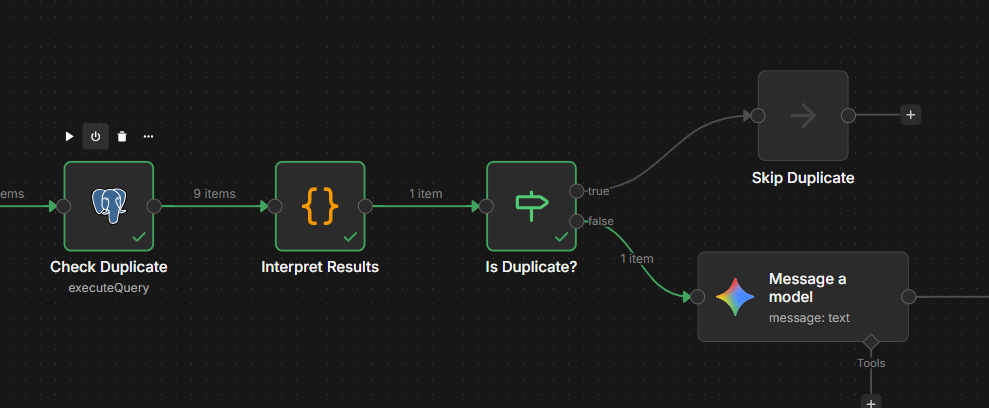 ems
9 items
1 item
true
false
1 item
Skip Duplicate
Check Duplicate
executeQuery
Interpret Results
Is Duplicate?
Message a
model
message: text
Tools